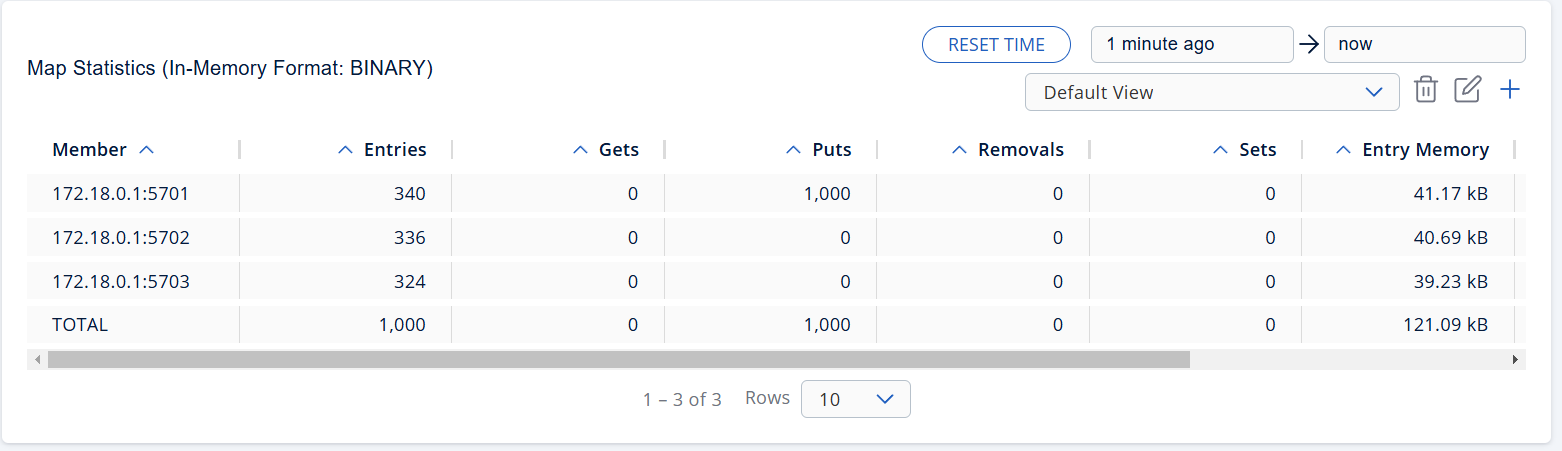 RESET TIME 1 minute ago now
Map Statistics (In-Memory Format: BINARY)
Default View
Member Entries Gets Puts Removals Sets Entry Memory
172.18.0.1:5701 340 0 1,000 0 0 41.17 kB
172.18.0.1:5702 336 0 0 0 0 40.69 kB
172.18.0.1:5703 324 0 0 0 0 39.23 kB
TOTAL 1,000 0 1,000 0 0 121.09 kB
1 – 3 of 3 Rows 10